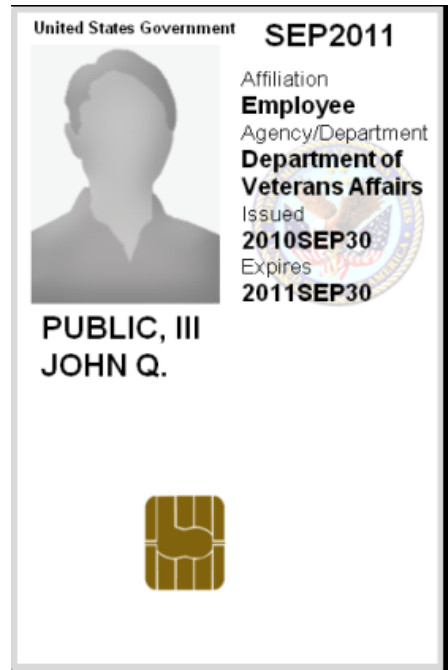 United States Government
SEP2011
Affiliation
Employee
Agency/Department
Department of
Veterans Affairs
Issued
2010SEP30
Expires
2011SEP30
PUBLIC, III
JOHN Q.